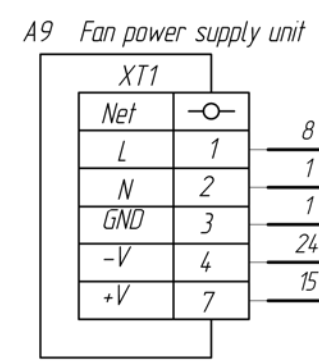 A9 Fan power supply unit
XT1
Net
L 1 8
N 2 1
GND 3 1
-V 4 24
+V 7 15